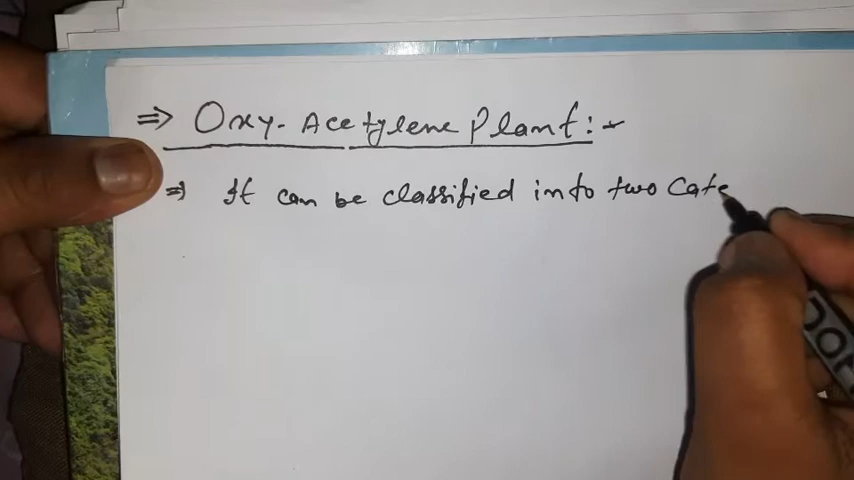 ⇒ Oxy-Acetylene Plant:-
⇒ It can be classified into two Cate